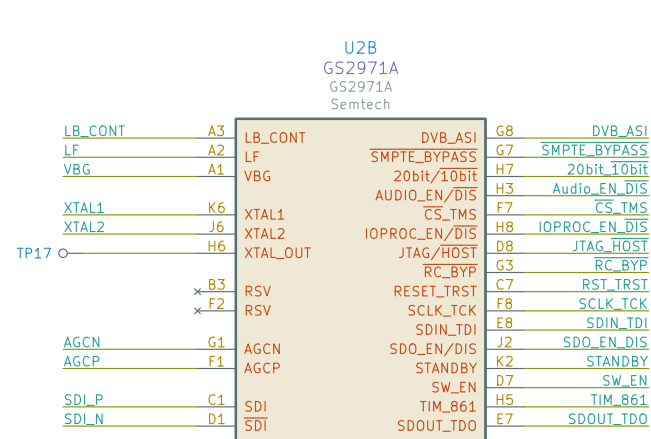 U2B
GS2971A
GS2971A
Semtech
LB_CONT A3 LB_CONT DVB_ASI G8 DVB_ASI
LF A2 LF SMPTE_BYPASS G7 SMPTE_BYPASS
VBG A1 VBG 20bit/10bit H7 20bit_10bit
AUDIO_EN/DIS H3 Audio_EN_DIS
XTAL1 K6 XTAL1 CS_TMS F7 CS_TMS
XTAL2 J6 XTAL2 IOPROC_EN/DIS H8 IOPROC_EN_DIS
TP17 H6 XTAL_OUT JTAG/HOST D8 JTAG_HOST
RC_BYP G3 RC_BYP
B3 RSV RESET_TRST C7 RST_TRST
F2 RSV SCLK_TCK F8 SCLK_TCK
SDIN_TDI E8 SDIN_TDI
AGCN G1 AGCN SDO_EN/DIS J2 SDO_EN_DIS
AGCP F1 AGCP STANDBY K2 STANDBY
SW_EN D7 SW_EN
SDI_P C1 SDI TIM_861 H5 TIM_861
SDI_N D1 SDI SDOUT_TDO E7 SDOUT_TDO